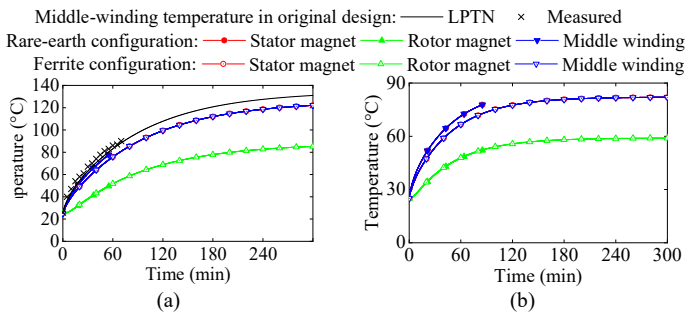 Middle-winding temperature in original design: LPTN Measured
Rare-earth configuration: Stator magnet Rotor magnet Middle winding
Ferrite configuration: Stator magnet Rotor magnet Middle winding
140
120
100
80
60
40
20
0
0 60 120 180 240
perature (°C)
Time (min)
(a)
90
60
30
0
0 60 120 180 240 300
Temperature (°C)
Time (min)
(b)